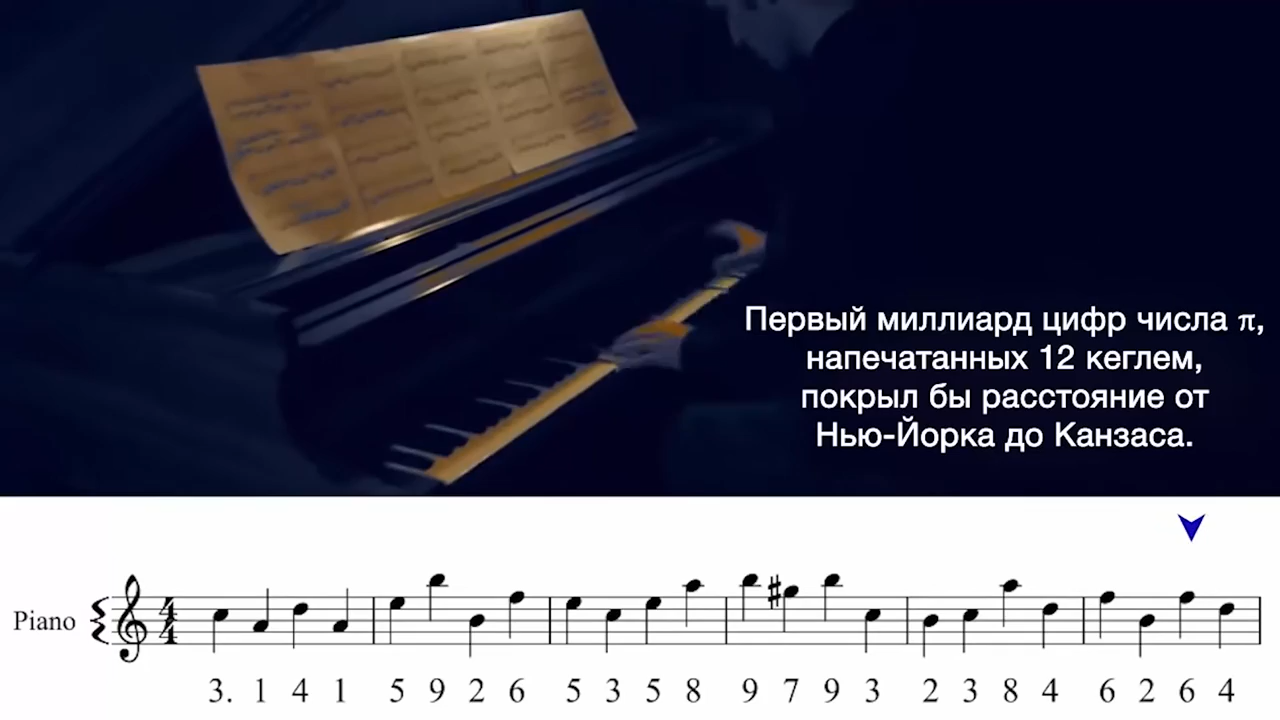 Первый миллиард цифр числа π,
напечатанных 12 кеглем,
покрыл бы расстояние от
Нью-Йорка до Канзаса.
Piano
4
4
3. 1 4 1 5 9 2 6 5 3 5 8 9 7 9 3 2 3 8 4 6 2 6 4